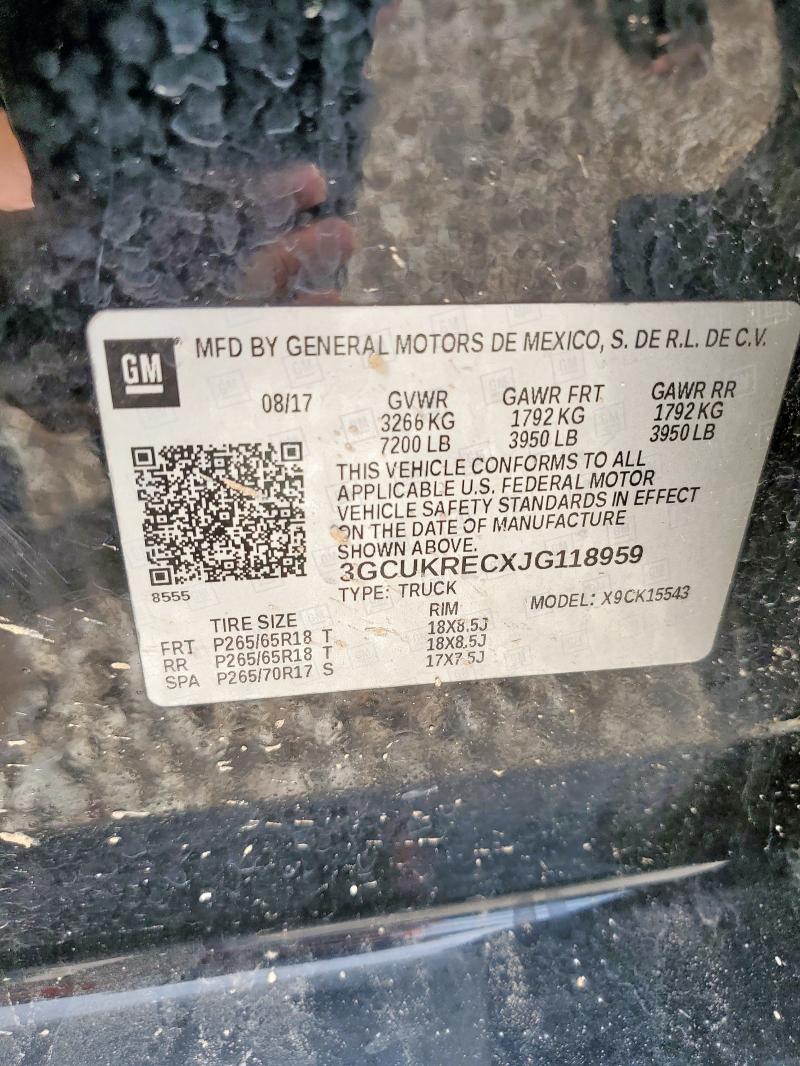 GM
MFD BY GENERAL MOTORS DE MEXICO, S. DE R.L. DE C.V.
08/17 GVWR GAWR FRT GAWR RR
3266 KG 1792 KG 1792 KG
7200 LB 3950 LB 3950 LB
THIS VEHICLE CONFORMS TO ALL
APPLICABLE U.S. FEDERAL MOTOR
VEHICLE SAFETY STANDARDS IN EFFECT
ON THE DATE OF MANUFACTURE
SHOWN ABOVE.
3GCUKRECXJG118959
8555
TYPE: TRUCK MODEL: X9CK15543
TIRE SIZE RIM
FRT P265/65R18 T 18X8.5J
RR P265/65R18 T 18X8.5J
SPA P265/70R17 S 17X7.5J